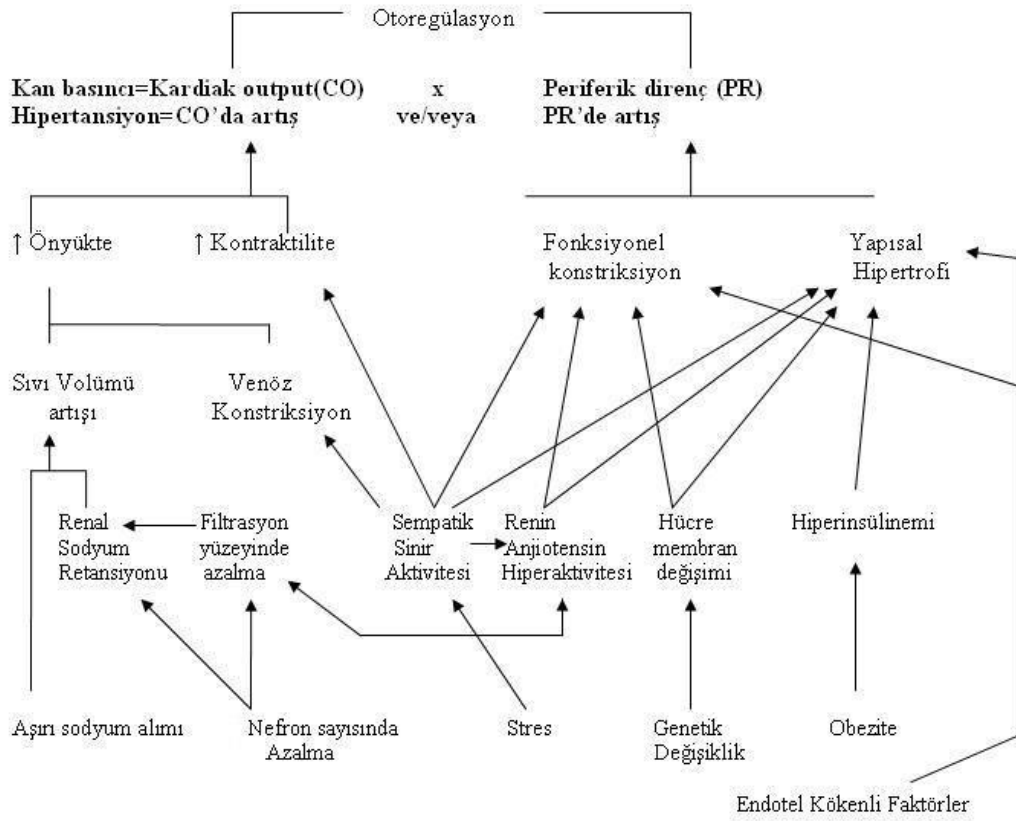 Otoregülasyon
Kan basıncı=Kardiak output(CO) x Periferik direnç (PR)
Hipertansiyon=CO'da artış ve/veya PR'de artış
↑ Önyükte
↑ Kontraktilite
Fonksiyonel
konstriksiyon
Yapısal
Hipertrofi
Sıvı Volümü
artışı
Venöz
Konstriksiyon
Renal
Sodyum
Retansiyonu
Filtrasyon
yüzeyinde
azalma
Sempatik
Sinir
Aktivitesi
Renin
Anjiotensin
Hiperaktivitesi
Hücre
membran
değişimi
Hiperinsülinemi
Aşırı sodyum alımı
Nefron sayısında
Azalma
Stres
Genetik
Değişiklik
Obezite
Endotel Kökenli Faktörler